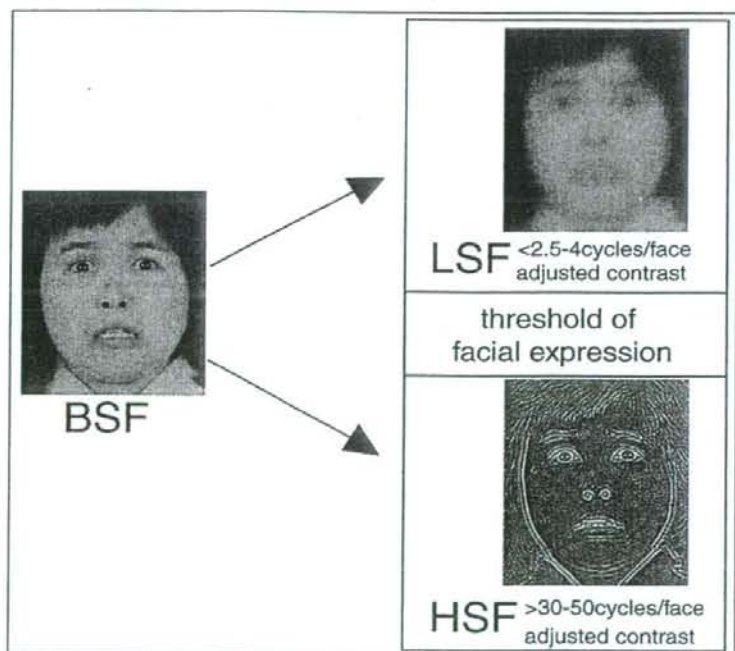 BSF
LSF <2.5-4cycles/face
adjusted contrast
threshold of
facial expression
HSF >30-50cycles/face
adjusted contrast